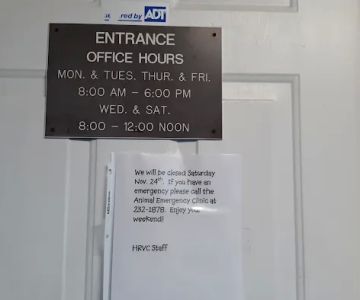 red by ADT
ENTRANCE
OFFICE HOURS
MON. & TUES. THUR. & FRI.
8:00 AM – 6:00 PM
WED. & SAT.
8:00 – 12:00 NOON
We will be closed Saturday
Nov. 24th. If you have an
emergency please call the
Animal Emergency Clinic at
232-1878. Enjoy your
weekend!
HRVC Staff